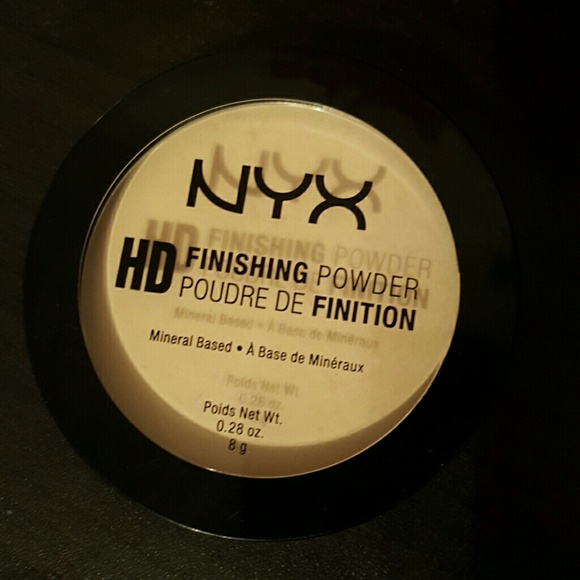 NYX
HD FINISHING POWDER
POUDRE DE FINITION
Mineral Based • À Base de Minéraux
Poids Net Wt.
0.28 oz.
8 g